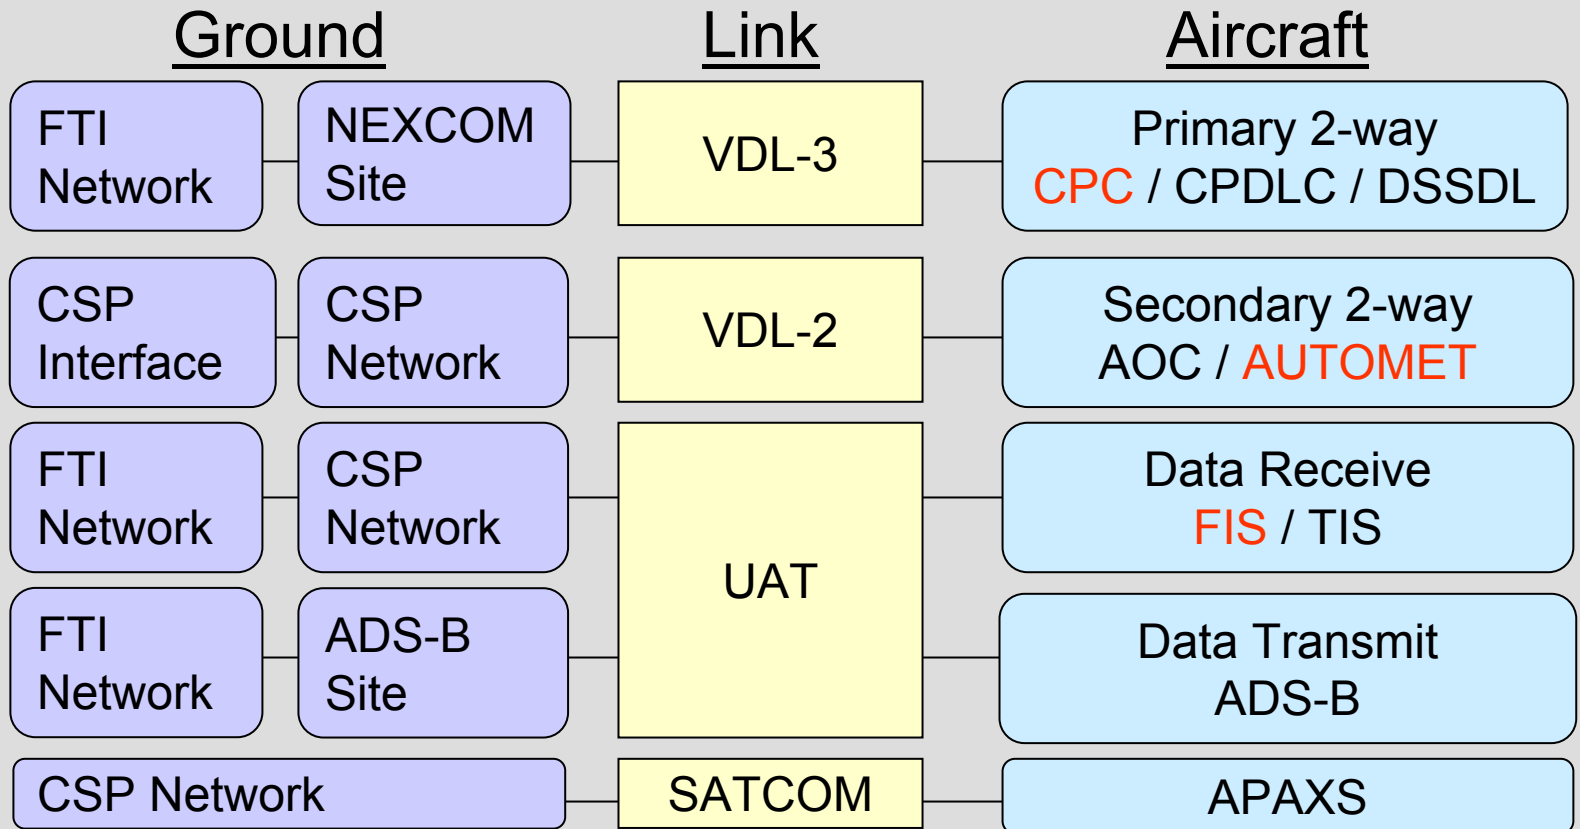 Ground
Link
Aircraft
FTI
Network
NEXCOM
Site
VDL-3
Primary 2-way
CPC / CPDLC / DSSDL
CSP
Interface
CSP
Network
VDL-2
Secondary 2-way
AOC / AUTOMET
FTI
Network
CSP
Network
UAT
Data Receive
FIS / TIS
FTI
Network
ADS-B
Site
Data Transmit
ADS-B
CSP Network
SATCOM
APAXS